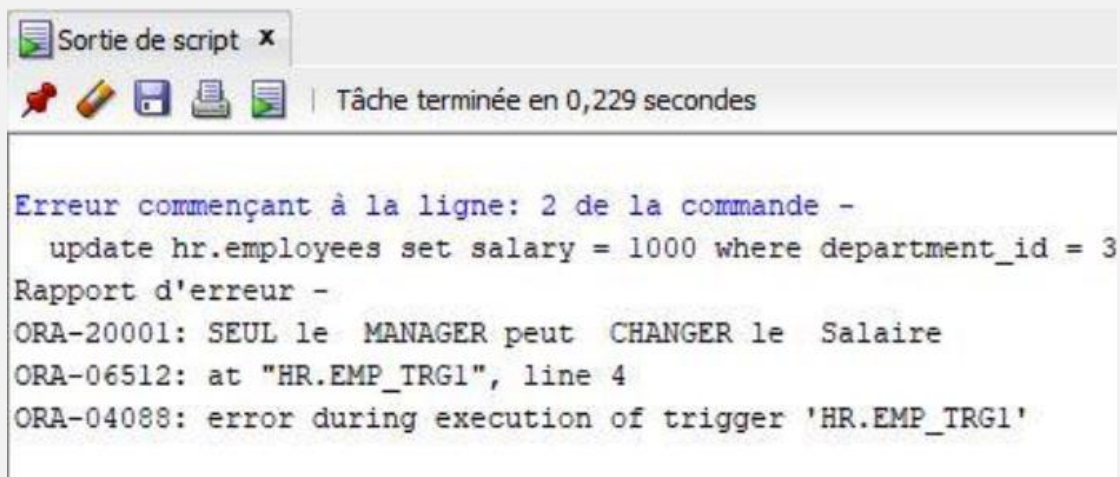 Sortie de script x
Tâche terminée en 0,229 secondes
Erreur commençant à la ligne: 2 de la commande -
update hr.employees set salary = 1000 where department_id = 3
Rapport d'erreur -
ORA-20001: SEUL le MANAGER peut CHANGER le Salaire
ORA-06512: at "HR.EMP_TRG1", line 4
ORA-04088: error during execution of trigger 'HR.EMP_TRG1'